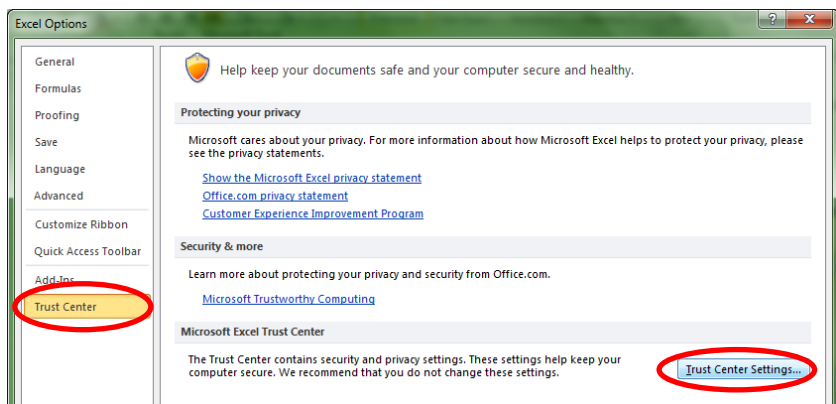 Excel Options
General
Formulas
Proofing
Save
Language
Advanced
Customize Ribbon
Quick Access Toolbar
Add-Ins
Trust Center
Help keep your documents safe and your computer secure and healthy.
Protecting your privacy
Microsoft cares about your privacy. For more information about how Microsoft Excel helps to protect your privacy, please
see the privacy statements.
Show the Microsoft Excel privacy statement
Office.com privacy statement
Customer Experience Improvement Program
Security & more
Learn more about protecting your privacy and security from Office.com.
Microsoft Trustworthy Computing
Microsoft Excel Trust Center
The Trust Center contains security and privacy settings. These settings help keep your
computer secure. We recommend that you do not change these settings.
Trust Center Settings...